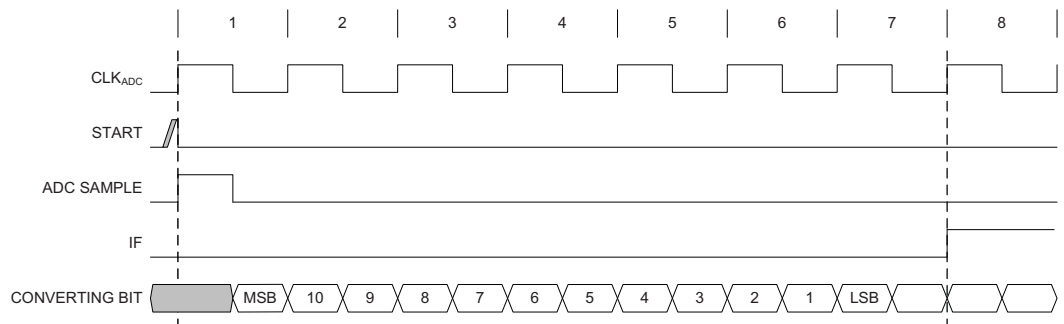 1 2 3 4 5 6 7 8
CLKADC
START
ADC SAMPLE
IF
CONVERTING BIT MSB 10 9 8 7 6 5 4 3 2 1 LSB